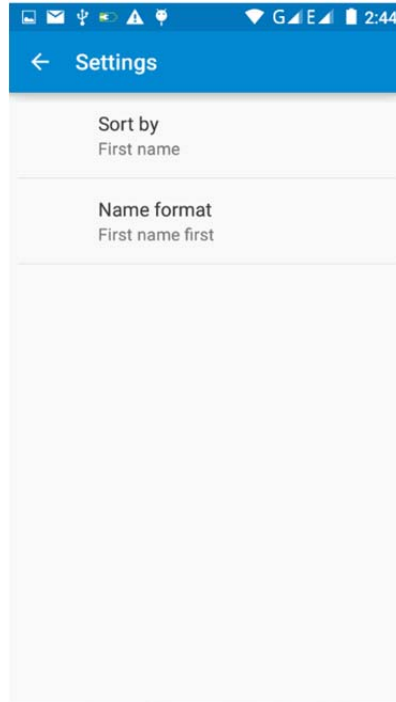 G E 2:44
Settings
Sort by
First name
Name format
First name first